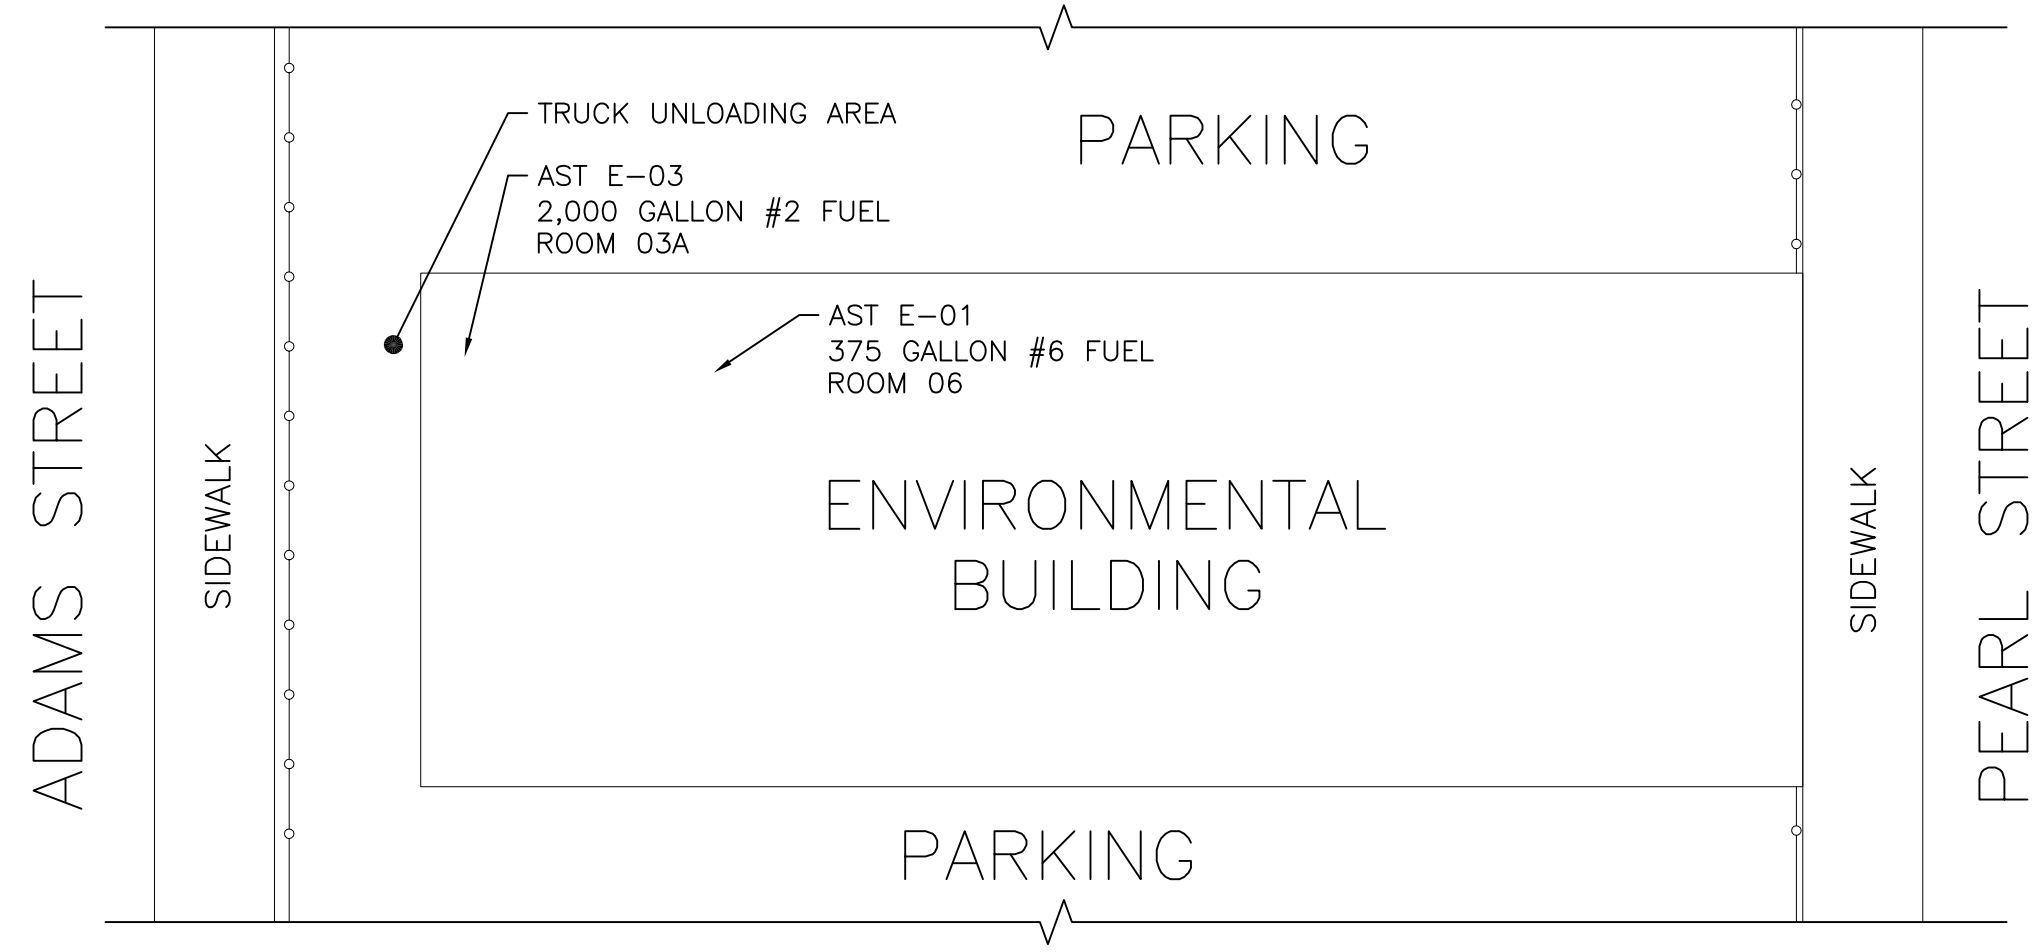 TRUCK UNLOADING AREA
AST E-03
2,000 GALLON #2 FUEL
ROOM 03A
PARKING
AST E-01
375 GALLON #6 FUEL
ROOM 06
ADAMS STREET
SIDEWALK
ENVIRONMENTAL
BUILDING
SIDEWALK
PEARL STREET
PARKING